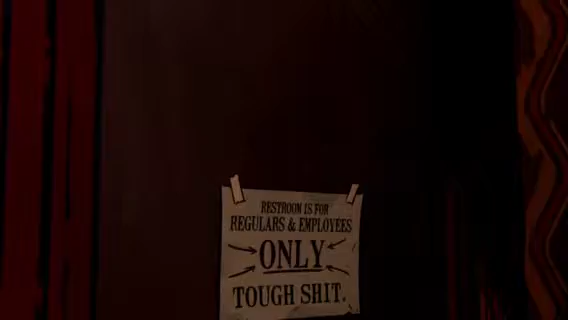 RESTROOM IS FOR
REGULARS & EMPLOYEES
ONLY
TOUGH SHIT.